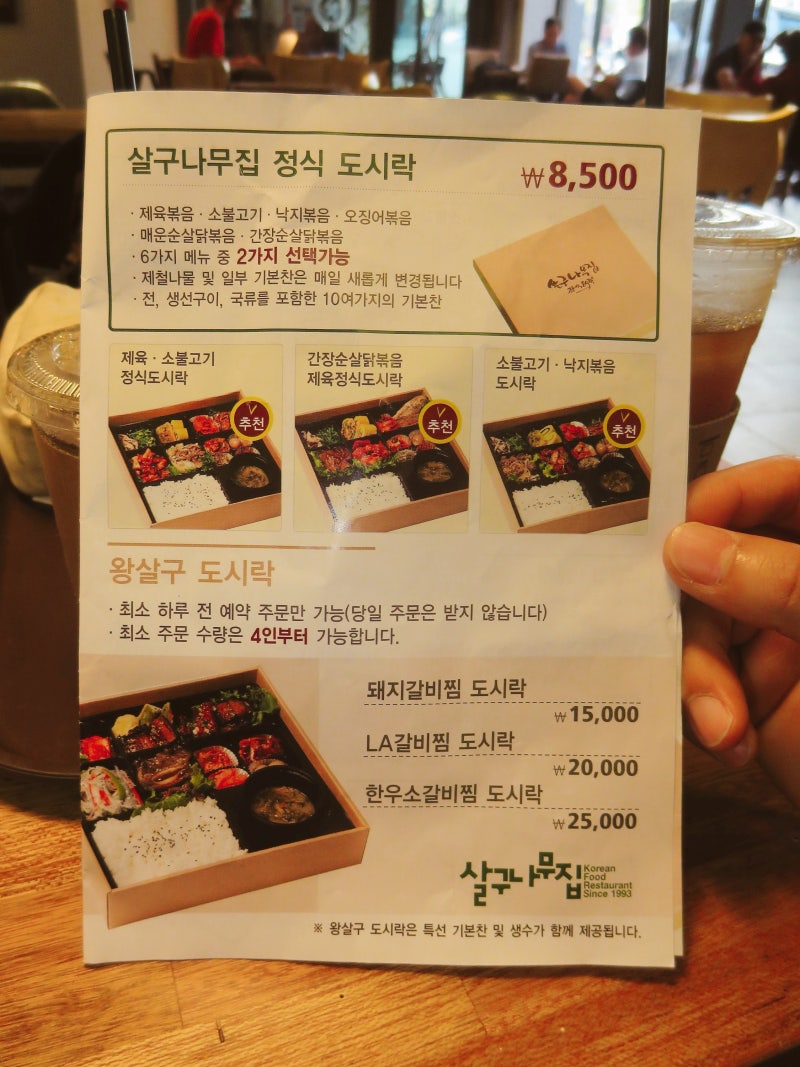 살구나무집 정식 도시락
₩8,500
· 제육볶음 · 소불고기 · 낙지볶음 · 오징어볶음
· 매운순살닭볶음 · 간장순살닭볶음
· 6가지 메뉴 중 2가지 선택가능
· 제철나물 및 일부 기본찬은 매일 새롭게 변경됩니다
· 전, 생선구이, 국류를 포함한 10여가지의 기본찬
살구나무집
제육 · 소불고기
정식도시락
추천
간장순살닭볶음
제육정식도시락
추천
소불고기 · 낙지볶음
도시락
추천
왕살구 도시락
· 최소 하루 전 예약 주문만 가능(당일 주문은 받지 않습니다)
· 최소 주문 수량은 4인부터 가능합니다.
돼지갈비찜 도시락
₩15,000
LA갈비찜 도시락
₩20,000
한우소갈비찜 도시락
₩25,000
살구나무집
Korean
Food
Restaurant
Since 1993
※ 왕살구 도시락은 특선 기본찬 및 생수가 함께 제공됩니다.